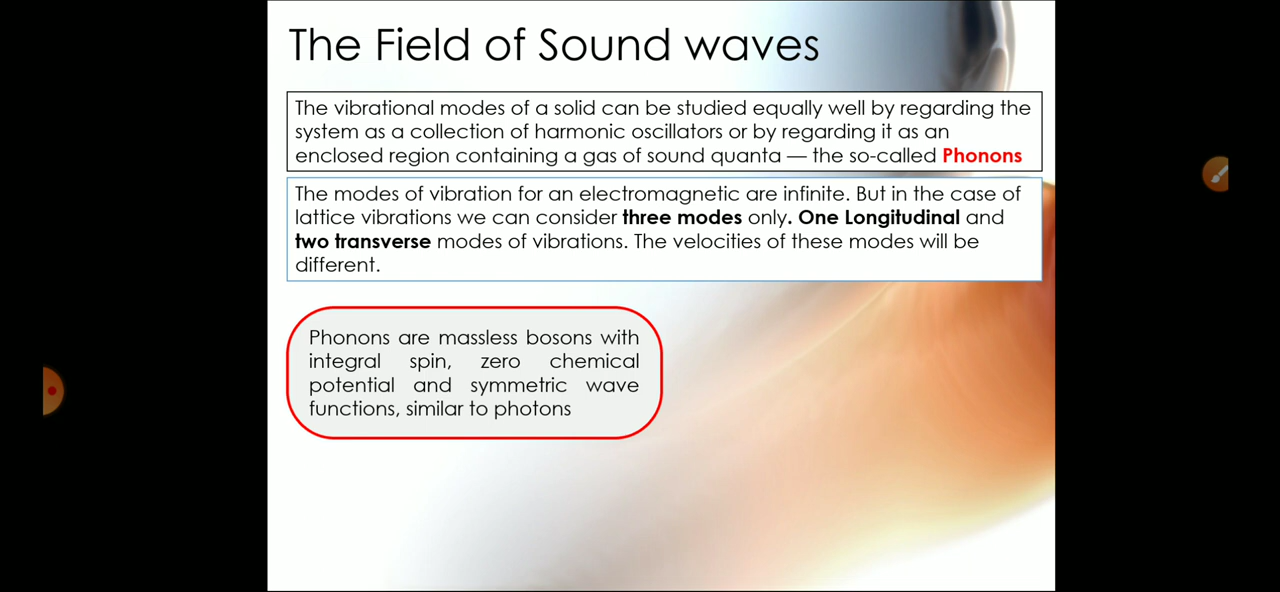 The Field of Sound waves
The vibrational modes of a solid can be studied equally well by regarding the
system as a collection of harmonic oscillators or by regarding it as an
enclosed region containing a gas of sound quanta — the so-called Phonons
The modes of vibration for an electromagnetic are infinite. But in the case of
lattice vibrations we can consider three modes only. One Longitudinal and
two transverse modes of vibrations. The velocities of these modes will be
different.
Phonons are massless bosons with
integral spin, zero chemical
potential and symmetric wave
functions, similar to photons